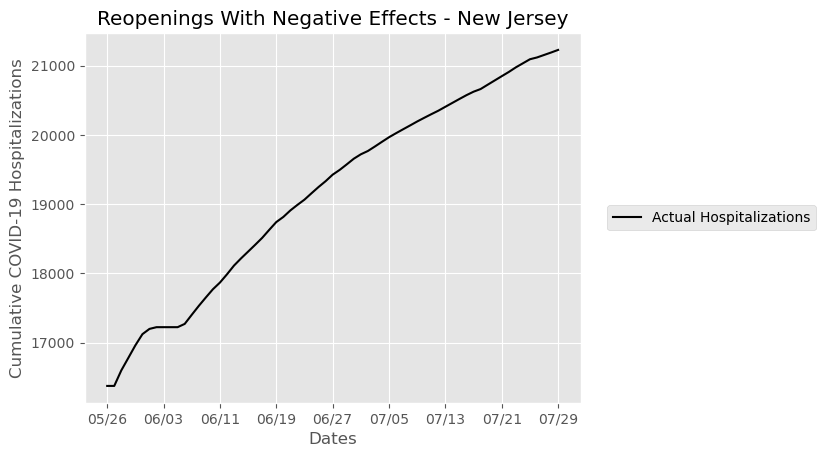 Reopenings With Negative Effects - New Jersey
Cumulative COVID-19 Hospitalizations
21000
20000
19000
18000
17000
05/26 06/03 06/11 06/19 06/27 07/05 07/13 07/21 07/29
Dates
Actual Hospitalizations